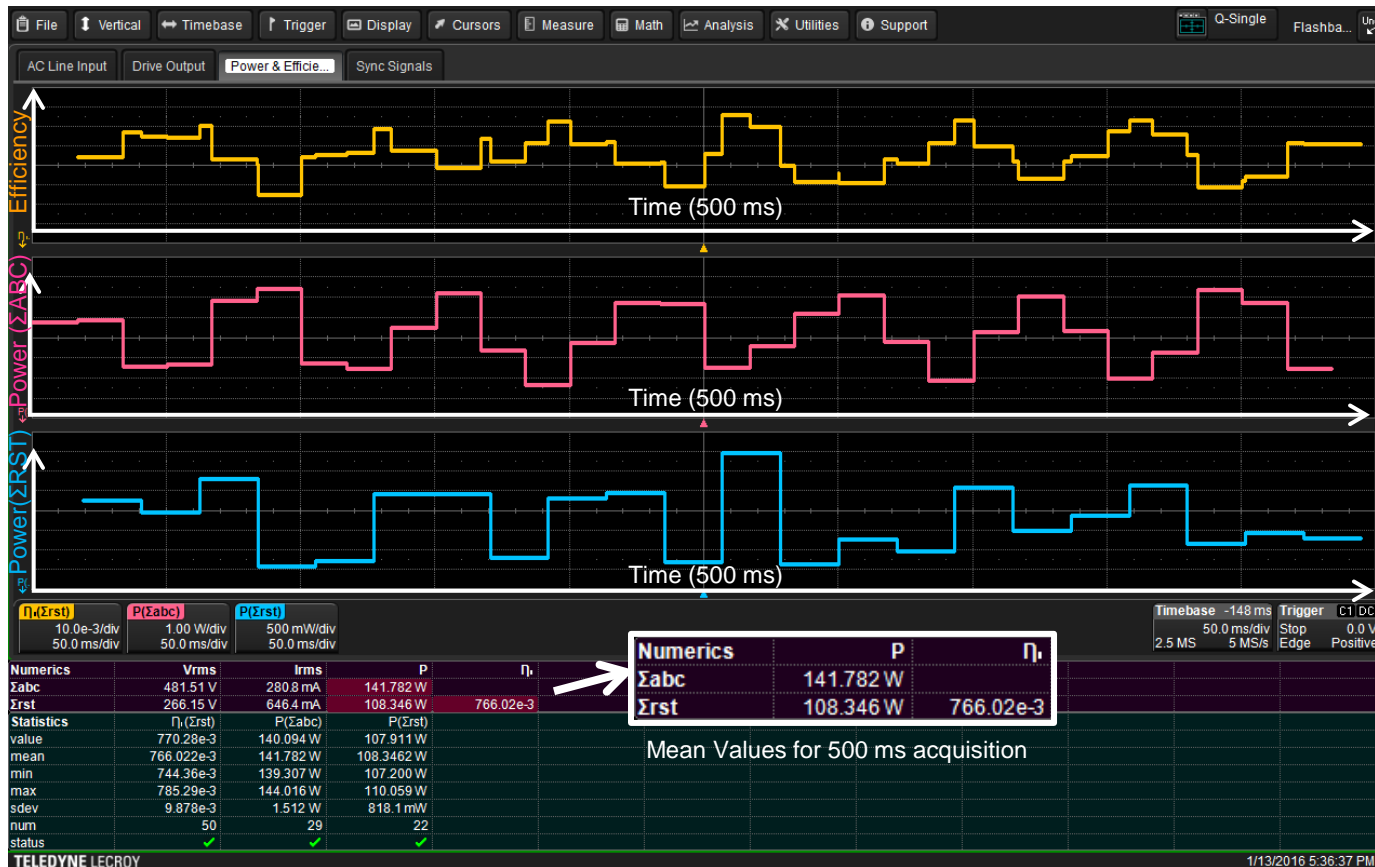 File Vertical Timebase Trigger Display Cursors Measure Math Analysis Utilities Support Q-Single Flashba... Un
AC Line Input Drive Output Power & Efficie... Sync Signals
Efficiency
Time (500 ms)
Power (ΣABC)
Time (500 ms)
Power(ΣRST)
Time (500 ms)
η(Σrst) P(Σabc) P(Σrst)
10.0e-3/div 1.00 W/div 500 mW/div
50.0 ms/div 50.0 ms/div 50.0 ms/div
Timebase -148 ms Trigger C1 DC
50.0 ms/div Stop 0.0 V
2.5 MS 5 MS/s Edge Positive
Numerics Vrms Irms P η
Σabc 481.51 V 280.8 mA 141.782 W
Σrst 266.15 V 646.4 mA 108.346 W 766.02e-3
Statistics η(Σrst) P(Σabc) P(Σrst)
value 770.28e-3 140.094 W 107.911 W
mean 766.022e-3 141.782 W 108.3462 W
min 744.36e-3 139.307 W 107.200 W
max 785.29e-3 144.016 W 110.059 W
sdev 9.878e-3 1.512 W 818.1 mW
num 50 29 22
status
Numerics P η
Σabc 141.782 W
Σrst 108.346 W 766.02e-3
Mean Values for 500 ms acquisition
TELEDYNE LECROY 1/13/2016 5:36:37 PM